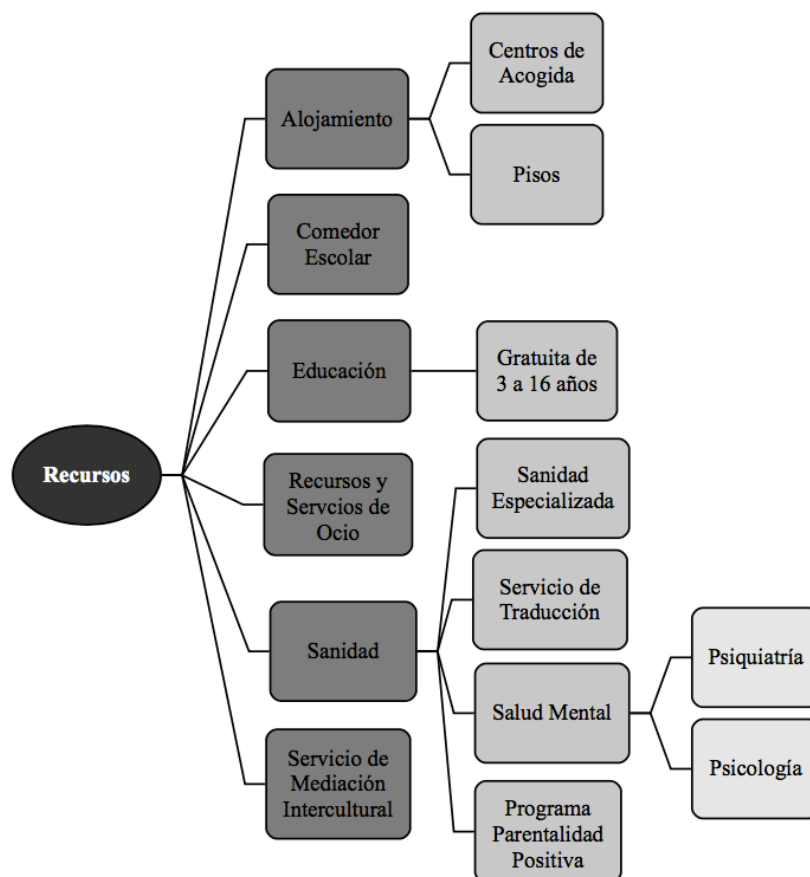 Centros de
Acogida
Alojamiento
Pisos
Comedor
Escolar
Educación
Gratuita de
3 a 16 años
Recursos
Recursos y
Servcios de
Ocio
Sanidad
Especializada
Servicio de
Traducción
Sanidad
Psiquiatría
Salud Mental
Psicología
Servicio de
Mediación
Intercultural
Programa
Parentalidad
Positiva